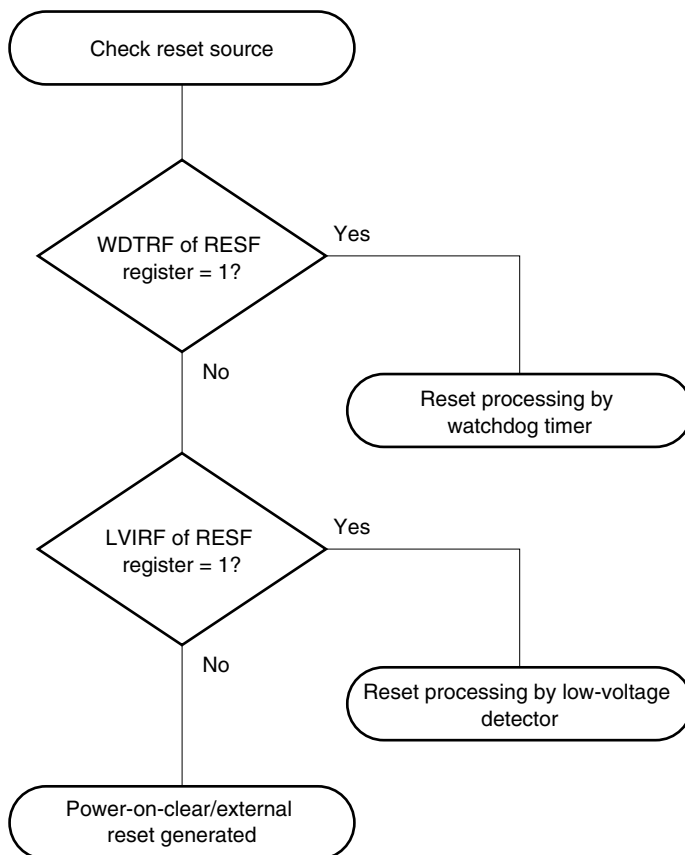 Check reset source
WDTRF of RESF
register = 1?
Yes
No
Reset processing by
watchdog timer
LVIRF of RESF
register = 1?
Yes
No
Reset processing by low-voltage
detector
Power-on-clear/external
reset generated